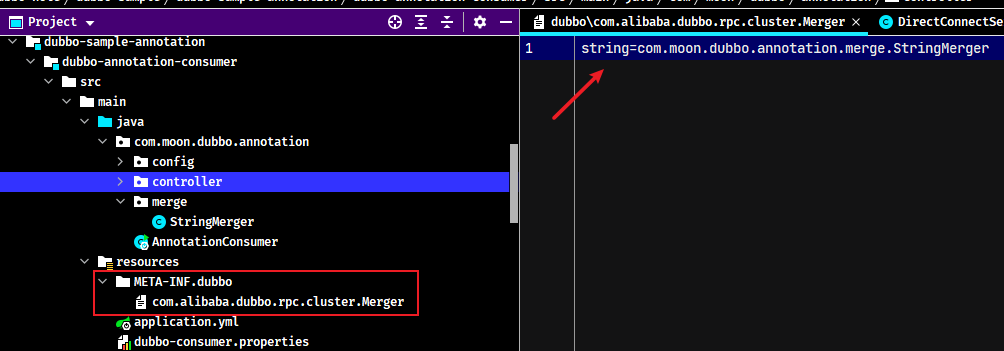 Project
dubbo-sample-annotation
dubbo-annotation-consumer
src
main
java
com.moon.dubbo.annotation
config
controller
merge
StringMerger
AnnotationConsumer
resources
META-INF.dubbo
com.alibaba.dubbo.rpc.cluster.Merger
application.yml
dubbo-consumer.properties
dubbo\com.alibaba.dubbo.rpc.cluster.Merger
DirectConnectSe
1 string=com.moon.dubbo.annotation.merge.StringMerger